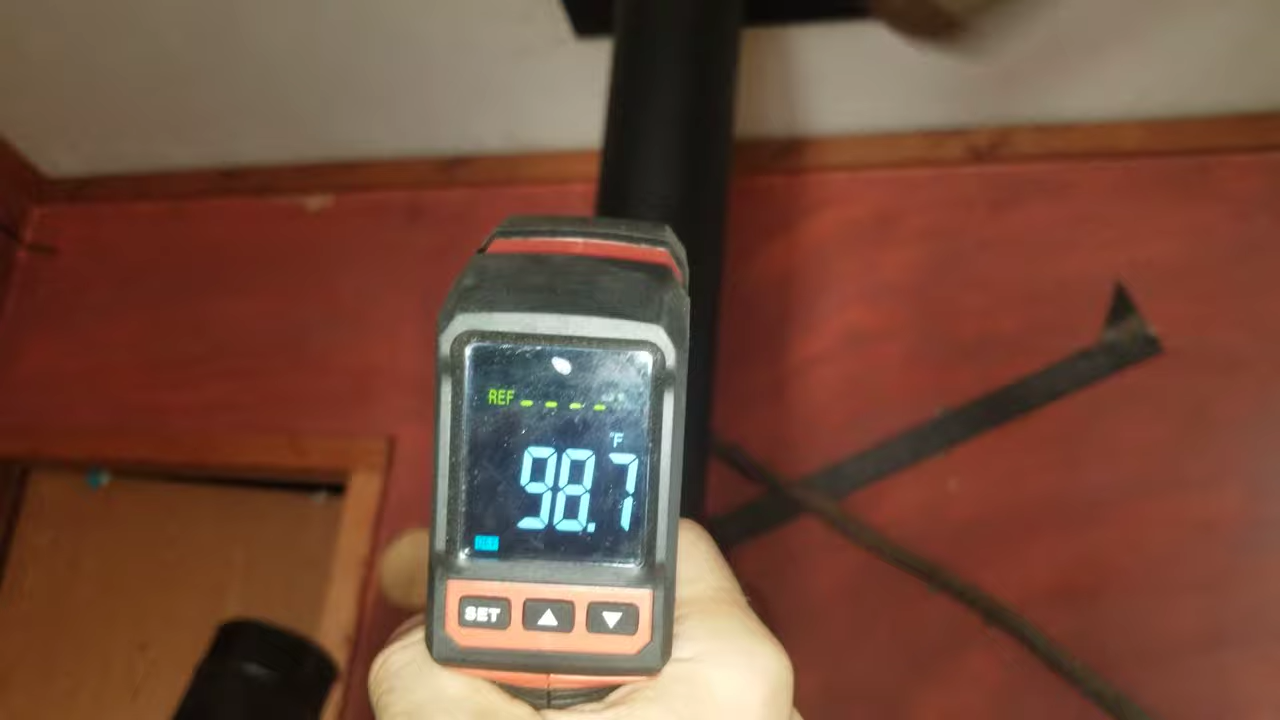 REF ----
°F
98.7
SET